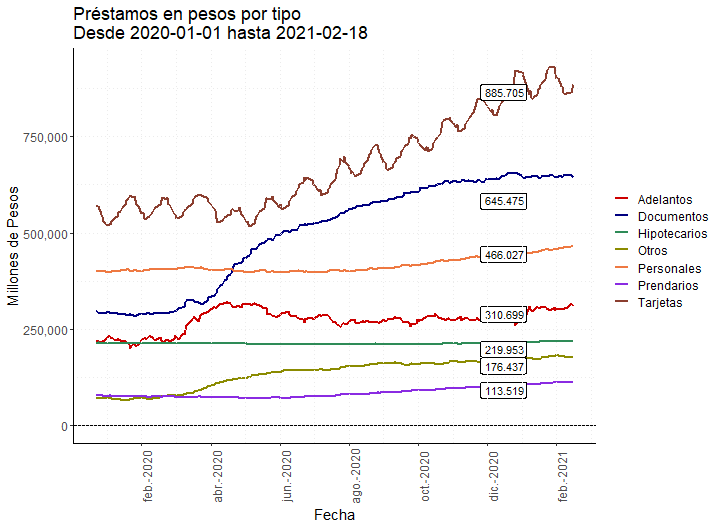 Préstamos en pesos por tipo
Desde 2020-01-01 hasta 2021-02-18
Millones de Pesos
750,000
500,000
250,000
0
885.705
645.475
466.027
310.699
219.953
176.437
113.519
feb.-2020
abr.-2020
jun.-2020
ago.-2020
oct.-2020
dic.-2020
feb.-2021
Fecha
Adelantos
Documentos
Hipotecarios
Otros
Personales
Prendarios
Tarjetas